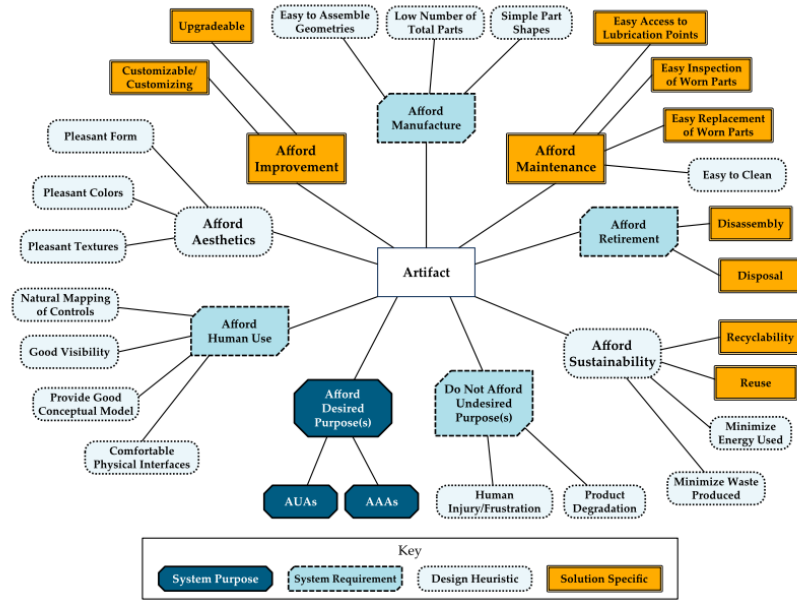 Upgradeable
Easy to Assemble
Geometries
Low Number of
Total Parts
Simple Part
Shapes
Easy Access to
Lubrication Points
Customizable/
Customizing
Easy Inspection
of Worn Parts
Afford
Manufacture
Easy Replacement
of Worn Parts
Pleasant Form
Afford
Improvement
Afford
Maintenance
Easy to Clean
Pleasant Colors
Afford
Aesthetics
Afford
Retirement
Disassembly
Pleasant Textures
Artifact
Disposal
Natural Mapping
of Controls
Afford
Human Use
Good Visibility
Afford
Sustainability
Recyclability
Reuse
Provide Good
Conceptual Model
Afford
Desired
Purpose(s)
Do Not Afford
Undesired
Purpose(s)
Minimize
Energy Used
Comfortable
Physical Interfaces
Minimize Waste
Produced
AUAs
AAAs
Human
Injury/Frustration
Product
Degradation
Key
System Purpose
System Requirement
Design Heuristic
Solution Specific